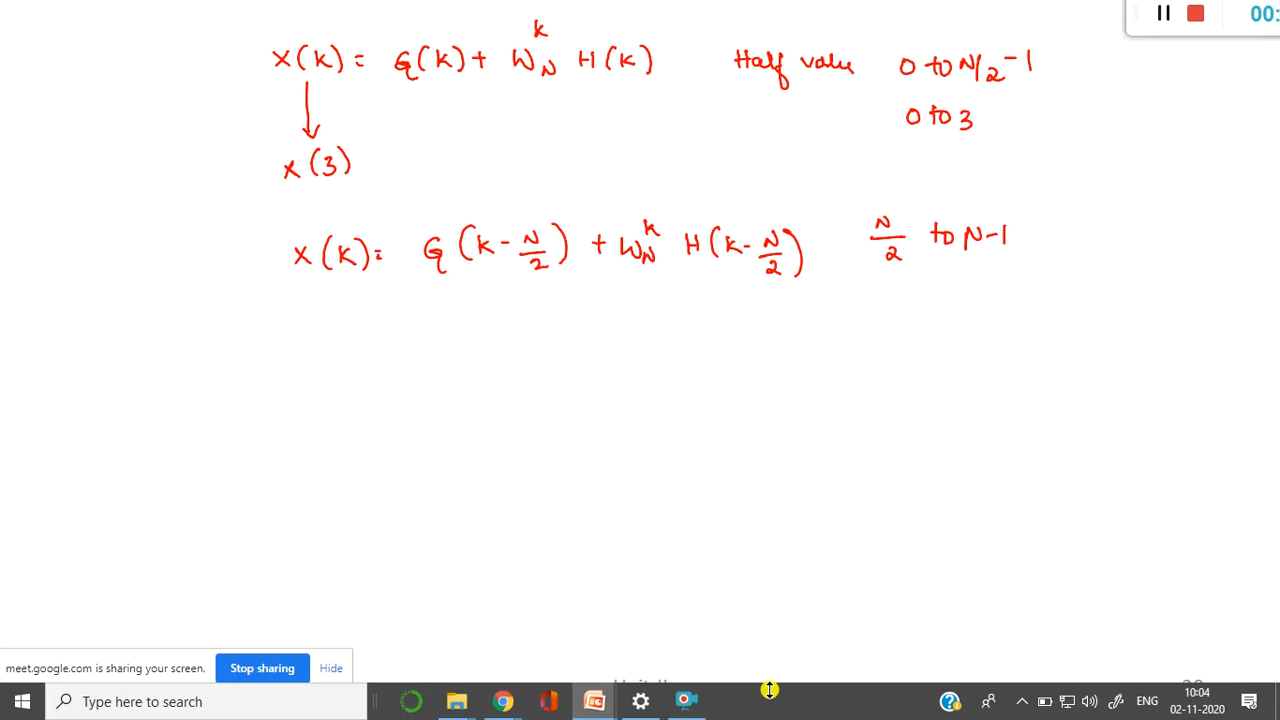 00:
X(k) = G(k) + W_N^k H(k) Half value 0 to N/2 -1
0 to 3
X(3)
X(k) = G(k - N/2) + W_N^k H(k - N/2) N/2 to N-1
meet.google.com is sharing your screen. Stop sharing Hide
Type here to search
ENG
10:04
02-11-2020